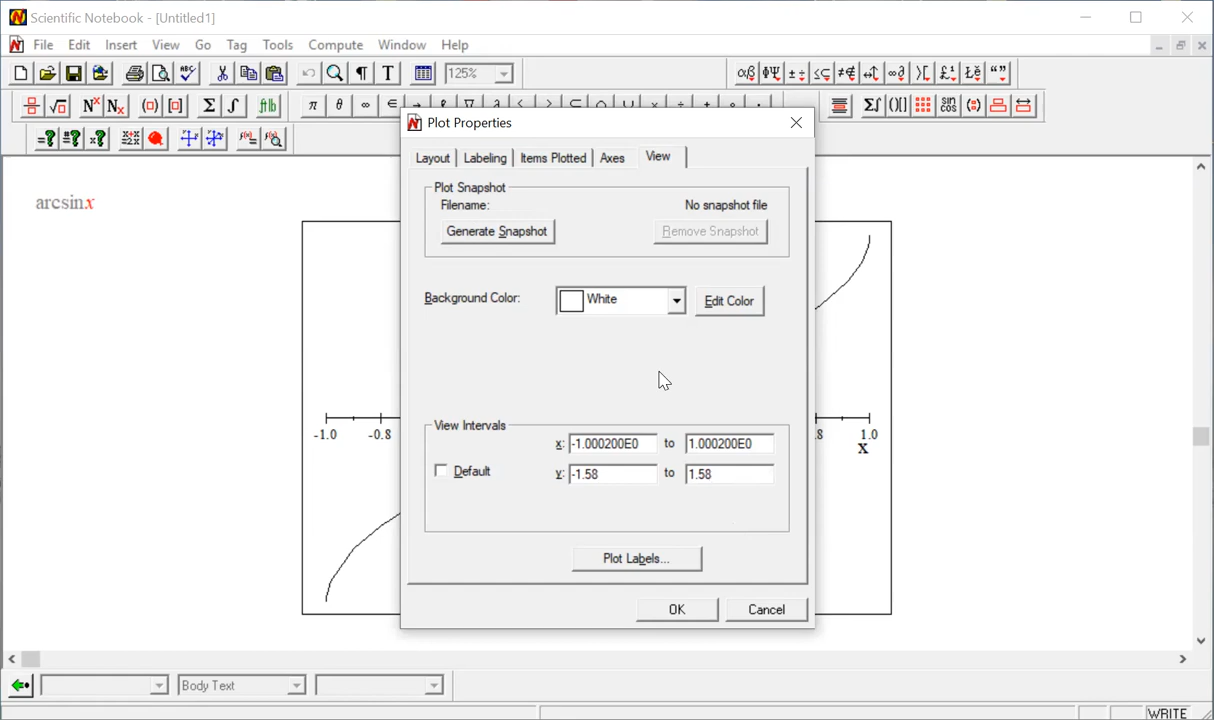 Scientific Notebook - [Untitled1]
File Edit Insert View Go Tag Tools Compute Window Help
125%
Plot Properties
Layout Labeling Items Plotted Axes View
Plot Snapshot
Filename: No snapshot file
Generate Snapshot Remove Snapshot
arcsinx
Background Color: White Edit Color
-1.0 -0.8 .8 1.0
x
View Intervals
x: -1.000200E0 to 1.000200E0
Default y: -1.58 to 1.58
Plot Labels...
OK Cancel
Body Text
WRITE